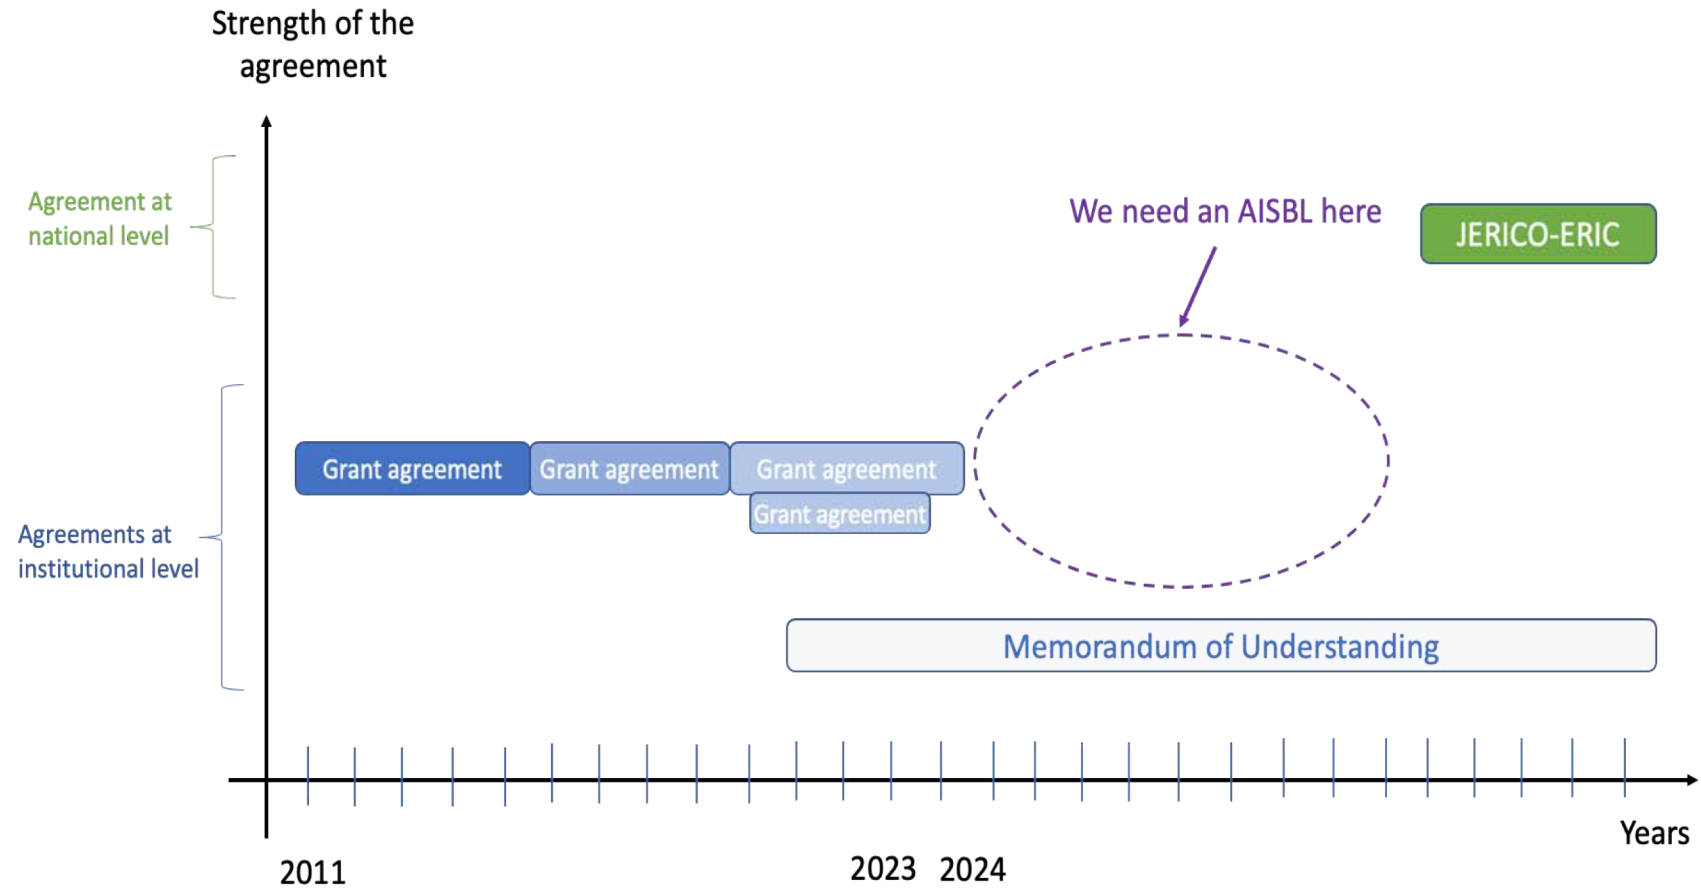 Strength of the
agreement
Agreement at
national level
We need an AISBL here
JERICO-ERIC
Grant agreement
Grant agreement
Grant agreement
Grant agreement
Agreements at
institutional level
Memorandum of Understanding
Years
2011
2023
2024